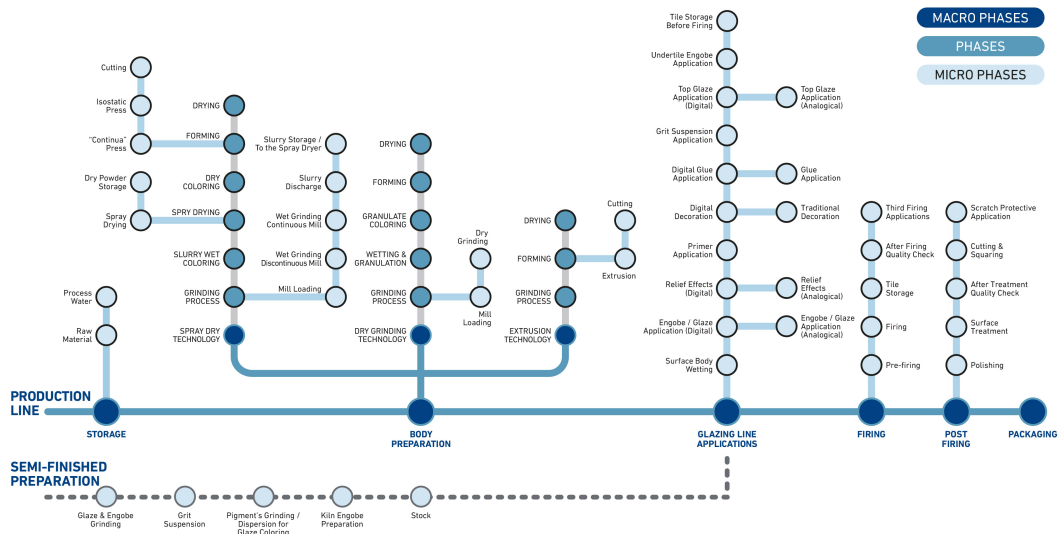 MACRO PHASES
PHASES
MICRO PHASES
Cutting
Isostatic
Press
"Continua"
Press
Dry Powder
Storage
Spray
Drying
Process
Water
Raw
Material
DRYING
FORMING
DRY
COLORING
SPRY DRYING
SLURRY WET
COLORING
GRINDING
PROCESS
SPRAY DRY
TECHNOLOGY
Slurry Storage /
To the Spray Dryer
Slurry
Discharge
Wet Grinding
Continuous Mill
Wet Grinding
Discontinuous Mill
Mill Loading
DRYING
FORMING
GRANULATE
COLORING
WETTING &
GRANULATION
GRINDING
PROCESS
DRY GRINDING
TECHNOLOGY
Dry
Grinding
Mill
Loading
DRYING
FORMING
GRINDING
PROCESS
EXTRUSION
TECHNOLOGY
Cutting
Extrusion
Tile Storage
Before Firing
Undertile Engobe
Application
Top Glaze
Application
(Digital)
Top Glaze
Application
(Analogical)
Grit Suspension
Application
Digital Glue
Application
Glue
Application
Digital
Decoration
Traditional
Decoration
Primer
Application
Relief Effects
(Digital)
Relief
Effects
(Analogical)
Engobe / Glaze
Application (Digital)
Engobe / Glaze
Application
(Analogical)
Surface Body
Wetting
Third Firing
Applications
After Firing
Quality Check
Tile
Storage
Firing
Pre-firing
Scratch Protective
Application
Cutting &
Squaring
After Treatment
Quality Check
Surface
Treatment
Polishing
PRODUCTION
LINE
STORAGE
BODY
PREPARATION
GLAZING LINE
APPLICATIONS
FIRING
POST
FIRING
PACKAGING
SEMI-FINISHED
PREPARATION
Glaze & Engobe
Grinding
Grit
Suspension
Pigment's Grinding /
Dispersion for
Glaze Coloring
Kiln Engobe
Preparation
Stock